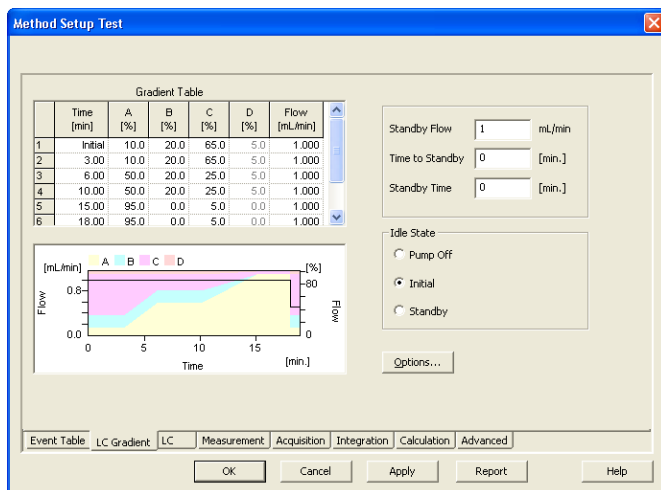 Method Setup Test
Gradient Table
Time [min] A [%] B [%] C [%] D [%] Flow [mL/min]
1 Initial 10.0 20.0 65.0 5.0 1.000
2 3.00 10.0 20.0 65.0 5.0 1.000
3 6.00 50.0 20.0 25.0 5.0 1.000
4 10.00 50.0 20.0 25.0 5.0 1.000
5 15.00 95.0 0.0 5.0 0.0 1.000
6 18.00 95.0 0.0 5.0 0.0 1.000
Standby Flow 1 mL/min
Time to Standby 0 [min.]
Standby Time 0 [min.]
Idle State
Pump Off
Initial
Standby
Options...
[mL/min] A B C D [%]
0.8 80
Flow Flow
0.0 0
0 5 10 15
Time [min.]
Event Table LC Gradient LC Measurement Acquisition Integration Calculation Advanced
OK Cancel Apply Report Help